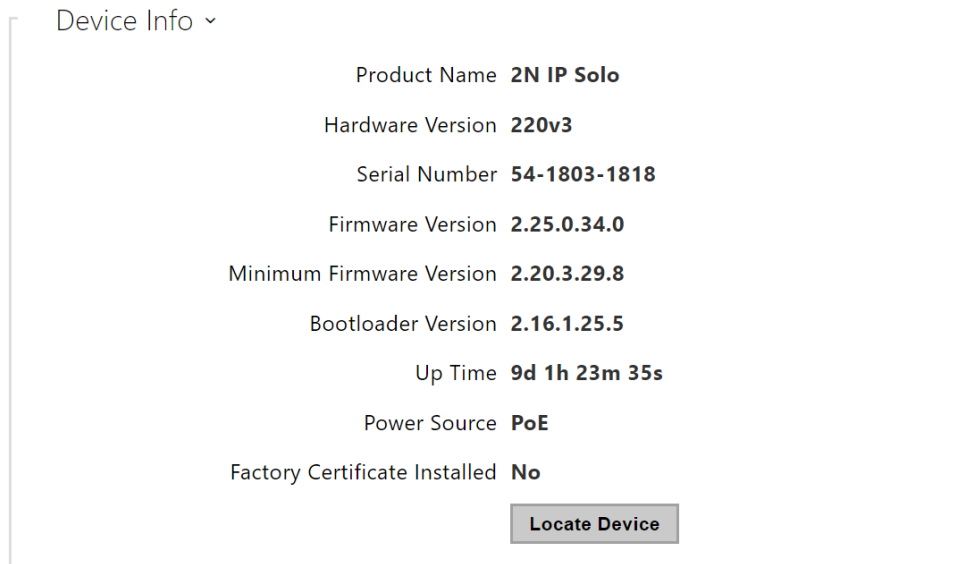 Device Info
Product Name 2N IP Solo
Hardware Version 220v3
Serial Number 54-1803-1818
Firmware Version 2.25.0.34.0
Minimum Firmware Version 2.20.3.29.8
Bootloader Version 2.16.1.25.5
Up Time 9d 1h 23m 35s
Power Source PoE
Factory Certificate Installed No
Locate Device